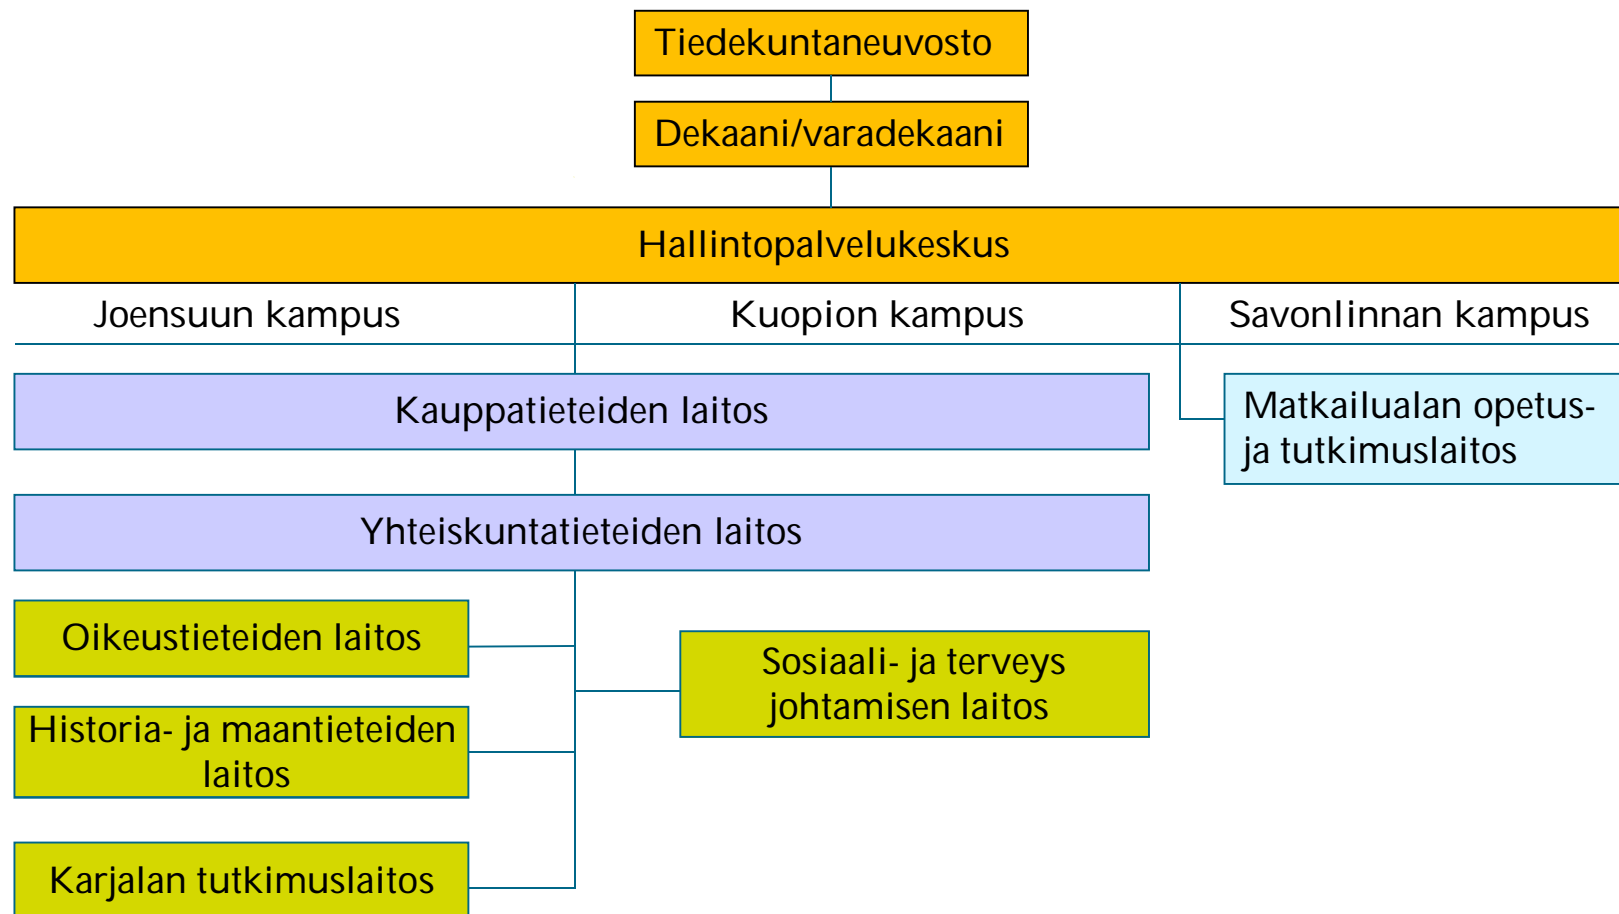 Tiedekuntaneuvosto
Dekaani/varadekaani
Hallintopalvelukeskus
Joensuun kampus
Kuopion kampus
Savonlinnan kampus
Kauppatieteiden laitos
Matkailualan opetus-
ja tutkimuslaitos
Yhteiskuntatieteiden laitos
Oikeustieteiden laitos
Sosiaali- ja terveys
johtamisen laitos
Historia- ja maantieteiden
laitos
Karjalan tutkimuslaitos